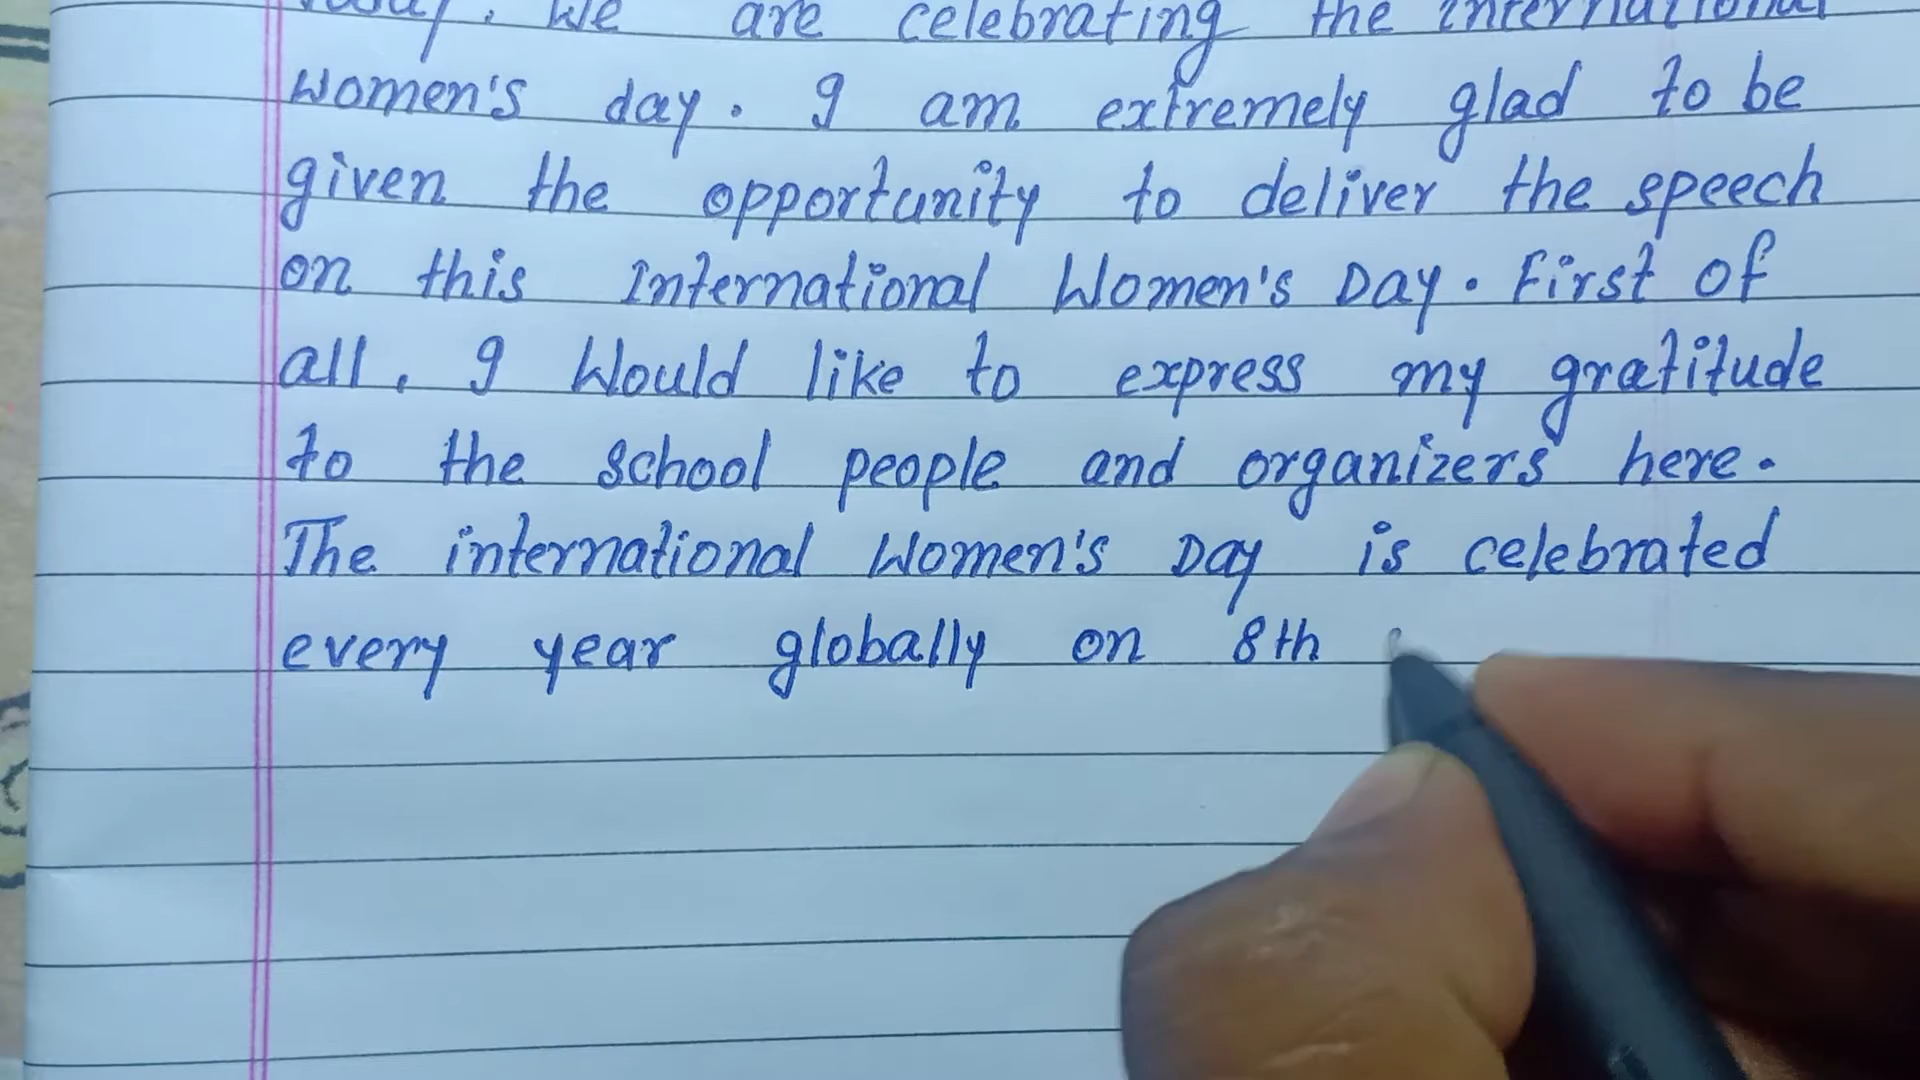 Today, We are celebrating the international
Women's day. I am extremely glad to be
given the opportunity to deliver the speech
on this International Women's Day. First of
all, I Would like to express my gratitude
to the school people and organizers here.
The international Women's Day is celebrated
every year globally on 8th